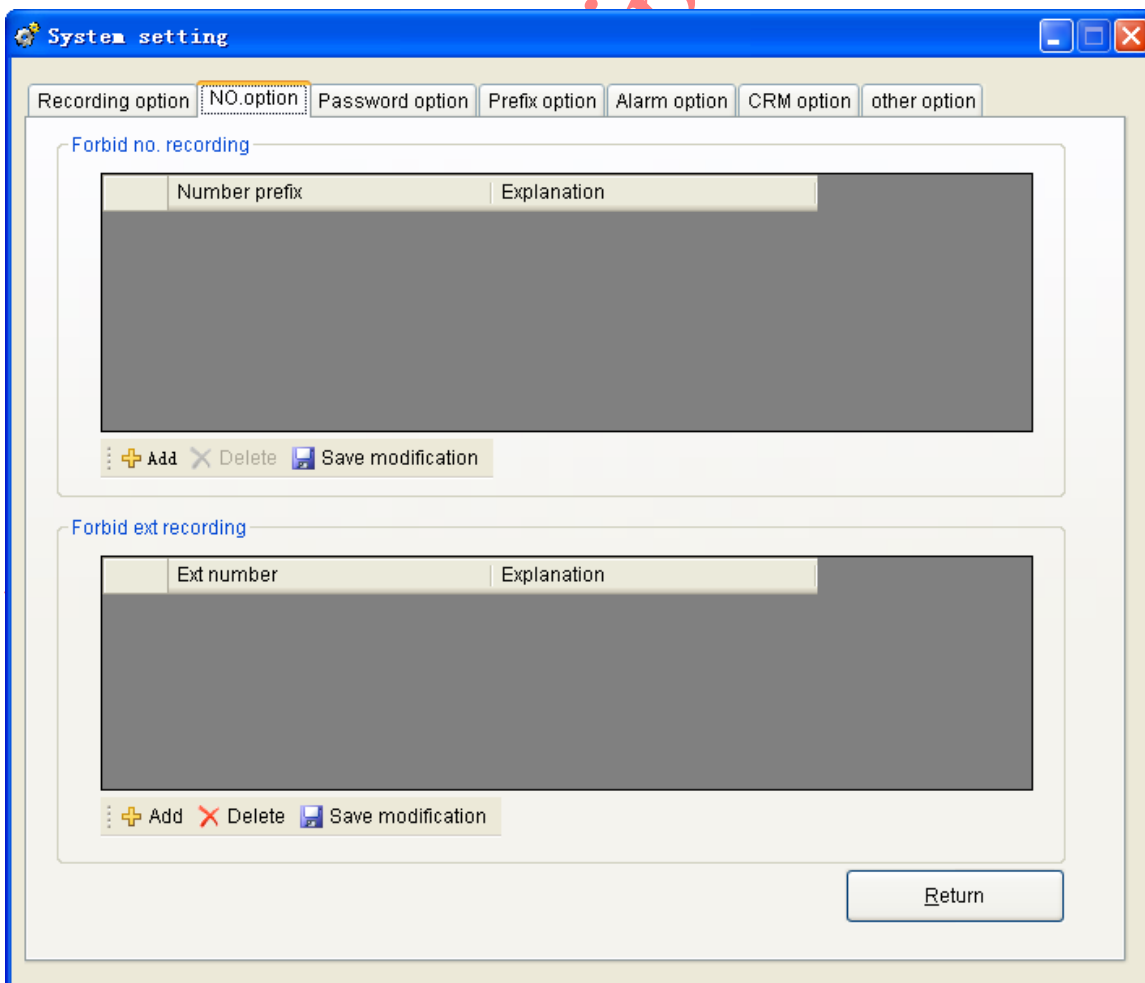 System setting
Recording option NO.option Password option Prefix option Alarm option CRM option other option
Forbid no. recording
Number prefix Explanation
Add Delete Save modification
Forbid ext recording
Ext number Explanation
Add Delete Save modification
Return